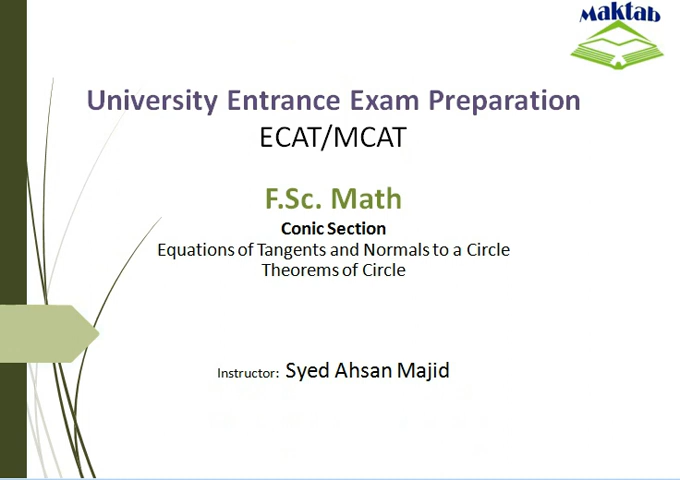 Maktab
University Entrance Exam Preparation
ECAT/MCAT
F.Sc. Math
Conic Section
Equations of Tangents and Normals to a Circle
Theorems of Circle
Instructor: Syed Ahsan Majid